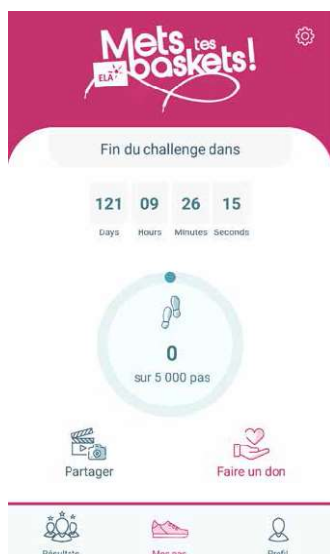 Mets tes
baskets!
ELA
Fin du challenge dans
121 09 26 15
Days Hours Minutes Seconds
0
sur 5 000 pas
Partager Faire un don
Résultats Mes pas Profil